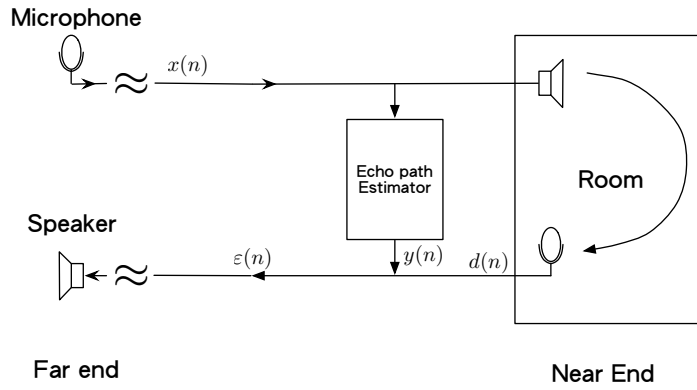 Microphone
x(n)
Echo path
Estimator
Room
Speaker
ε(n)
y(n)
d(n)
Far end
Near End